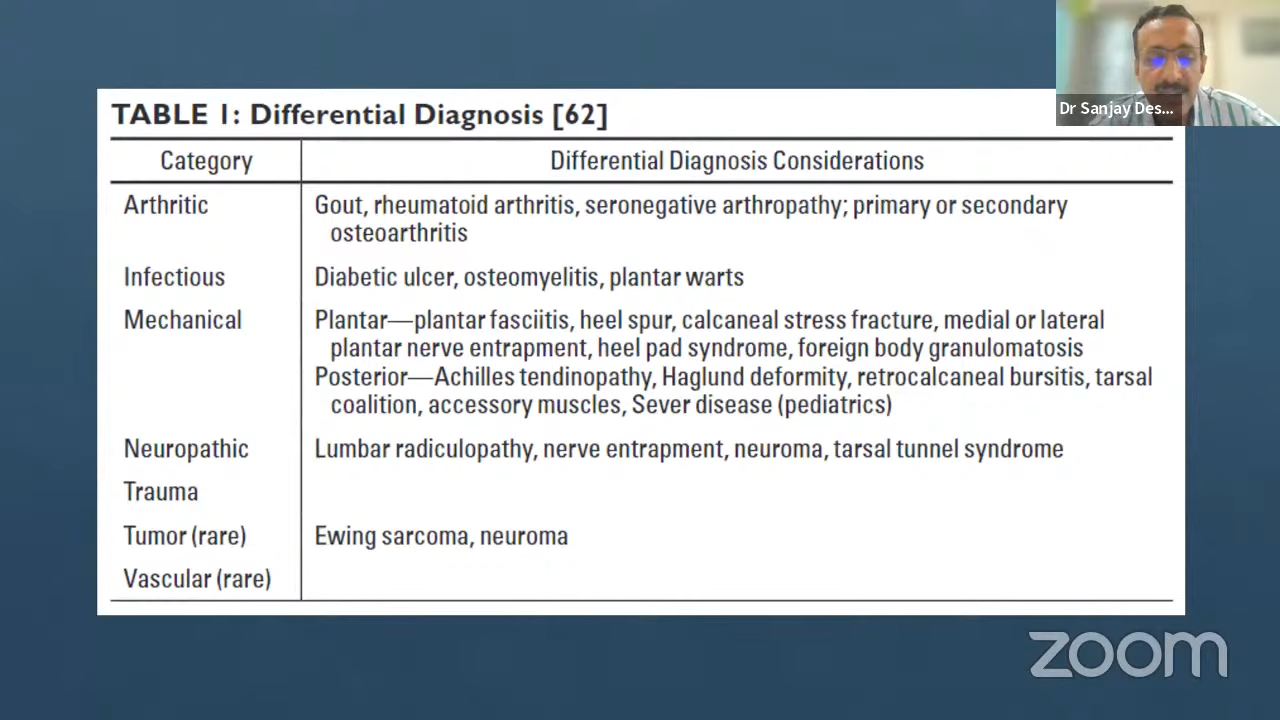 Dr Sanjay Des...
TABLE 1: Differential Diagnosis [62]
Category Differential Diagnosis Considerations
Arthritic Gout, rheumatoid arthritis, seronegative arthropathy; primary or secondary
osteoarthritis
Infectious Diabetic ulcer, osteomyelitis, plantar warts
Mechanical Plantar—plantar fasciitis, heel spur, calcaneal stress fracture, medial or lateral
plantar nerve entrapment, heel pad syndrome, foreign body granulomatosis
Posterior—Achilles tendinopathy, Haglund deformity, retrocalcaneal bursitis, tarsal
coalition, accessory muscles, Sever disease (pediatrics)
Neuropathic Lumbar radiculopathy, nerve entrapment, neuroma, tarsal tunnel syndrome
Trauma
Tumor (rare) Ewing sarcoma, neuroma
Vascular (rare)
zoom